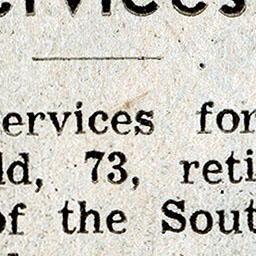 ervices
ervices for
ld, 73, reti
of the Sout